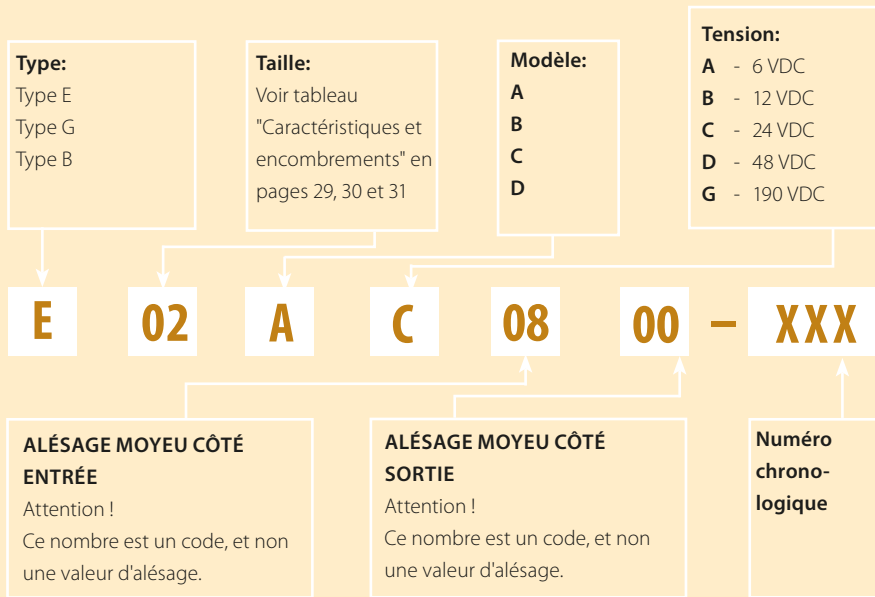 Type:
Type E
Type G
Type B
Taille:
Voir tableau
"Caractéristiques et
encombrements" en
pages 29, 30 et 31
Modèle:
A
B
C
D
Tension:
A - 6 VDC
B - 12 VDC
C - 24 VDC
D - 48 VDC
G - 190 VDC
E 02 A C 08 00 – XXX
ALÉSAGE MOYEU CÔTÉ
ENTRÉE
Attention !
Ce nombre est un code, et non
une valeur d'alésage.
ALÉSAGE MOYEU CÔTÉ
SORTIE
Attention !
Ce nombre est un code, et non
une valeur d'alésage.
Numéro
chrono-
logique